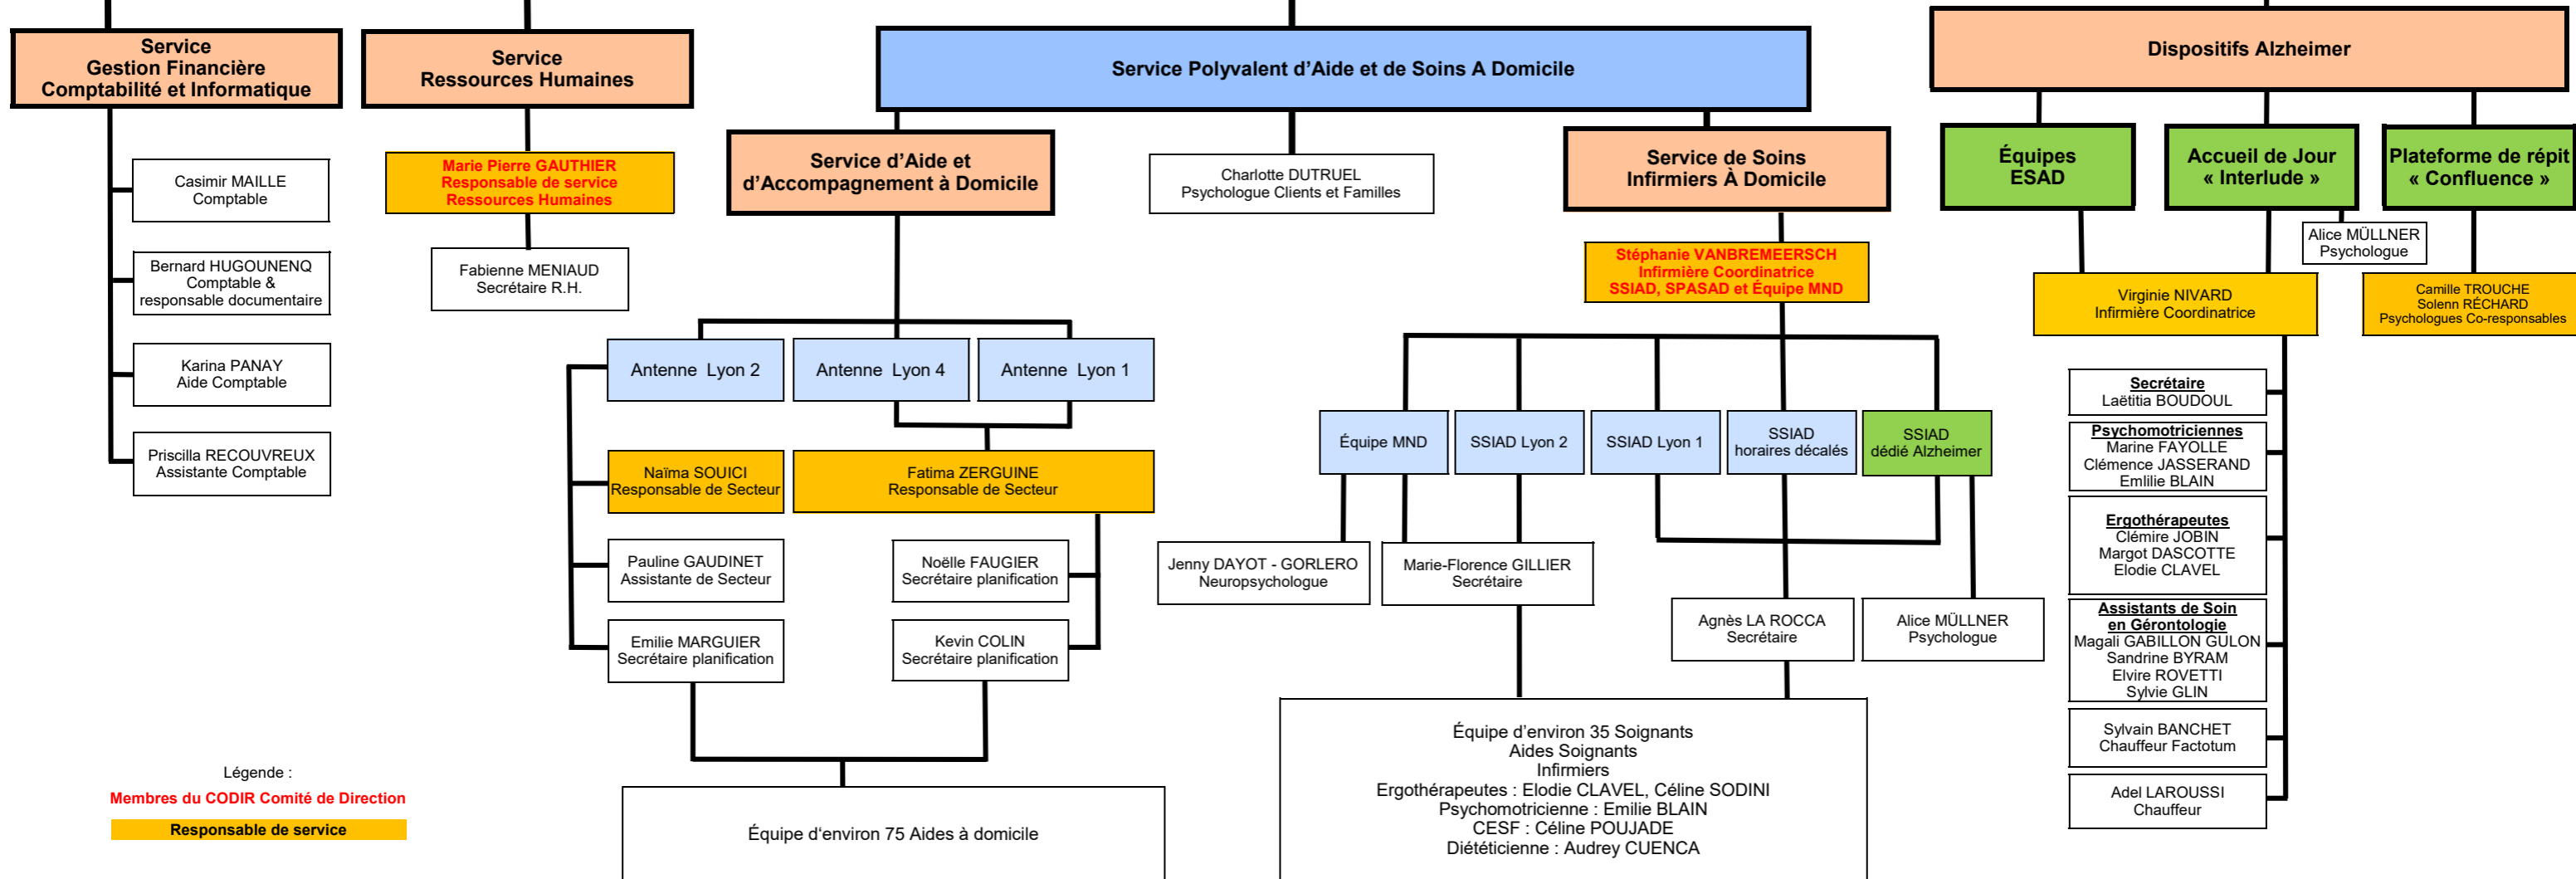 Service
Gestion Financière
Comptabilité et Informatique
Casimir MAILLE
Comptable
Bernard HUGOUNENQ
Comptable &
responsable documentaire
Karina PANAY
Aide Comptable
Priscilla RECOUVREUX
Assistante Comptable
Service
Ressources Humaines
Marie Pierre GAUTHIER
Responsable de service
Ressources Humaines
Fabienne MENIAUD
Secrétaire R.H.
Service Polyvalent d’Aide et de Soins A Domicile
Service d’Aide et
d’Accompagnement à Domicile
Charlotte DUTRUEL
Psychologue Clients et Familles
Service de Soins
Infirmiers À Domicile
Antenne Lyon 2
Antenne Lyon 4
Antenne Lyon 1
Naïma SOUICI
Responsable de Secteur
Fatima ZERGUINE
Responsable de Secteur
Pauline GAUDINET
Assistante de Secteur
Noëlle FAUGIER
Secrétaire planification
Emilie MARGUIER
Secrétaire planification
Kevin COLIN
Secrétaire planification
Équipe d‘environ 75 Aides à domicile
Stéphanie VANBREMEERSCH
Infirmière Coordinatrice
SSIAD, SPASAD et Équipe MND
Équipe MND
SSIAD Lyon 2
SSIAD Lyon 1
SSIAD
horaires décalés
SSIAD
dédié Alzheimer
Jenny DAYOT - GORLERO
Neuropsychologue
Marie-Florence GILLIER
Secrétaire
Agnès LA ROCCA
Secrétaire
Alice MÜLLNER
Psychologue
Équipe d’environ 35 Soignants
Aides Soignants
Infirmiers
Ergothérapeutes : Elodie CLAVEL, Céline SODINI
Psychomotricienne : Emilie BLAIN
CESF : Céline POUJADE
Diététicienne : Audrey CUENCA
Dispositifs Alzheimer
Équipes
ESAD
Accueil de Jour
« Interlude »
Plateforme de répit
« Confluence »
Alice MÜLLNER
Psychologue
Virginie NIVARD
Infirmière Coordinatrice
Camille TROUCHE
Solenn RÉCHARD
Psychologues Co-responsables
Secrétaire
Laëtitia BOUDOUL
Psychomotriciennes
Marine FAYOLLE
Clémence JASSERAND
Emlilie BLAIN
Ergothérapeutes
Clémire JOBIN
Margot DASCOTTE
Elodie CLAVEL
Assistants de Soin
en Gérontologie
Magali GABILLON GULON
Sandrine BYRAM
Elvire ROVETTI
Sylvie GLIN
Sylvain BANCHET
Chauffeur Factotum
Adel LAROUSSI
Chauffeur
Légende :
Membres du CODIR Comité de Direction
Responsable de service